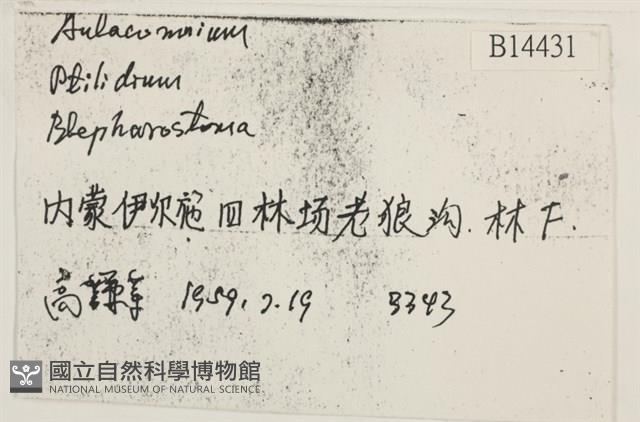 B14431
Aulacomnium
Ptilidium
Blepharostoma
内蒙伊尔施四林场老狼沟.林下.
高謙等 1959.7.19 3343
國立自然科學博物館
NATIONAL MUSEUM OF NATURAL SCIENCE